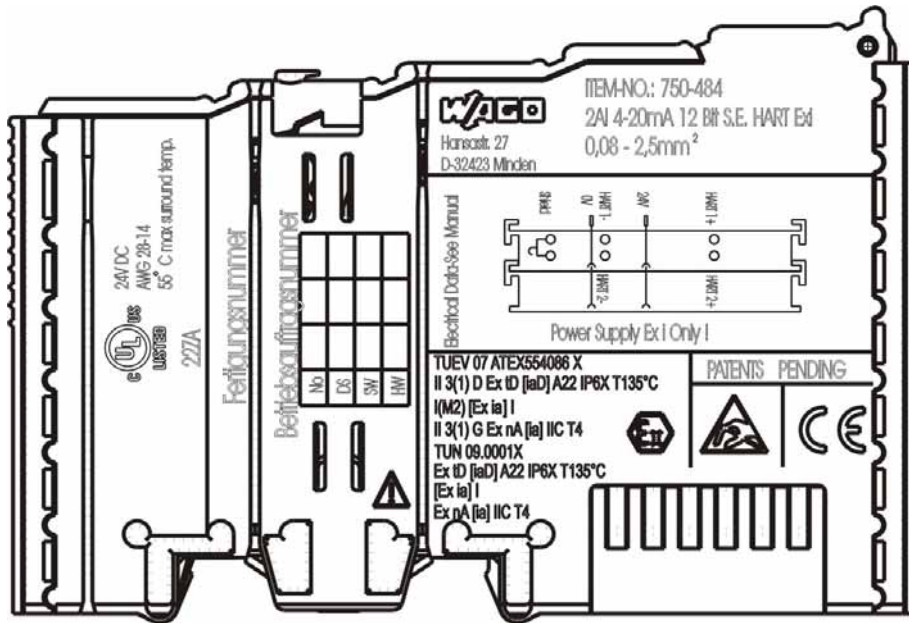 WAGO
Hansastr. 27
D-32423 Minden
ITEM-NO.: 750-484
2AI 4-20mA 12 Bit S.E. HART Exi
0,08 - 2,5mm²
24V DC
AWG 28-14
55° C max surround temp.
C UL US
LISTED
227A
Fertigungsnummer
Betriebsauftragsnummer
No
DS
SW
HW
Electrical Data-See Manual
Shield
HART 1-
0V
24V
HART 1+
HART 2-
HART 2+
Power Supply Ex i Only !
TUEV 07 ATEX554086 X
II 3(1) D Ex tD [iaD] A22 IP6X T135°C
I(M2) [Ex ia] I
II 3(1) G Ex nA [ia] IIC T4
TUN 09.0001X
Ex tD [iaD] A22 IP6X T135°C
[Ex ia] I
Ex nA [ia] IIC T4
Ex
PATENTS PENDING
CE